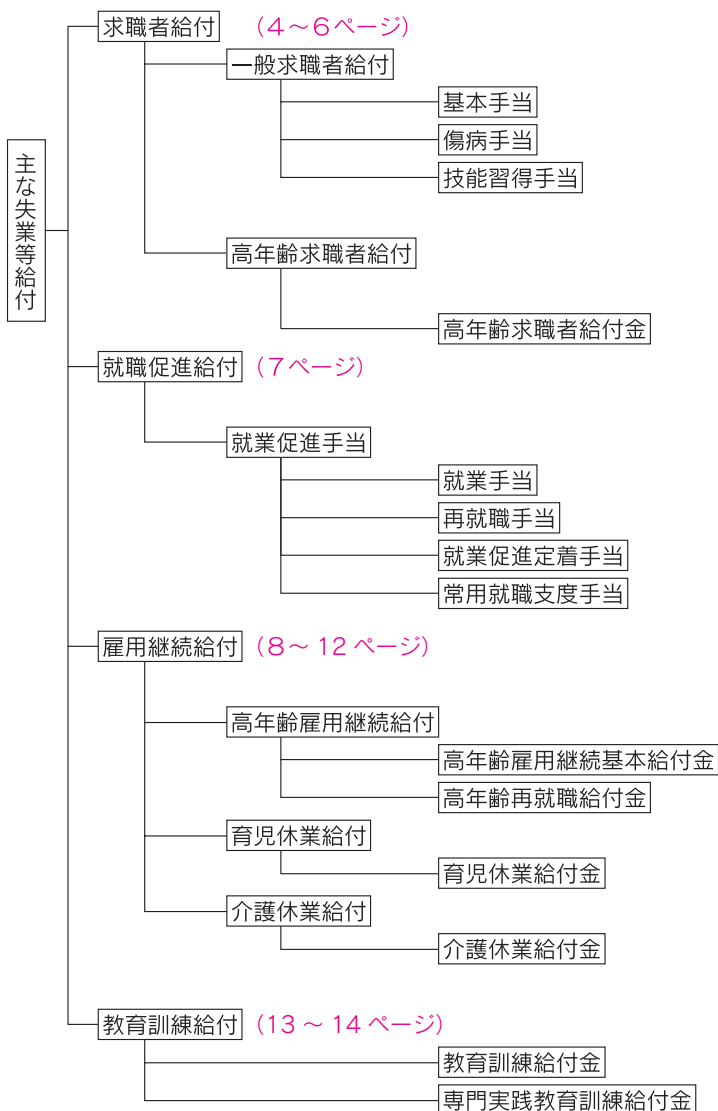 主な失業等給付
求職者給付 (4～6ページ)
一般求職者給付
基本手当
傷病手当
技能習得手当
高年齢求職者給付
高年齢求職者給付金
就職促進給付 (7ページ)
就業促進手当
就業手当
再就職手当
就業促進定着手当
常用就職支度手当
雇用継続給付 (8～12ページ)
高年齢雇用継続給付
高年齢雇用継続基本給付金
高年齢再就職給付金
育児休業給付
育児休業給付金
介護休業給付
介護休業給付金
教育訓練給付 (13～14ページ)
教育訓練給付金
専門実践教育訓練給付金